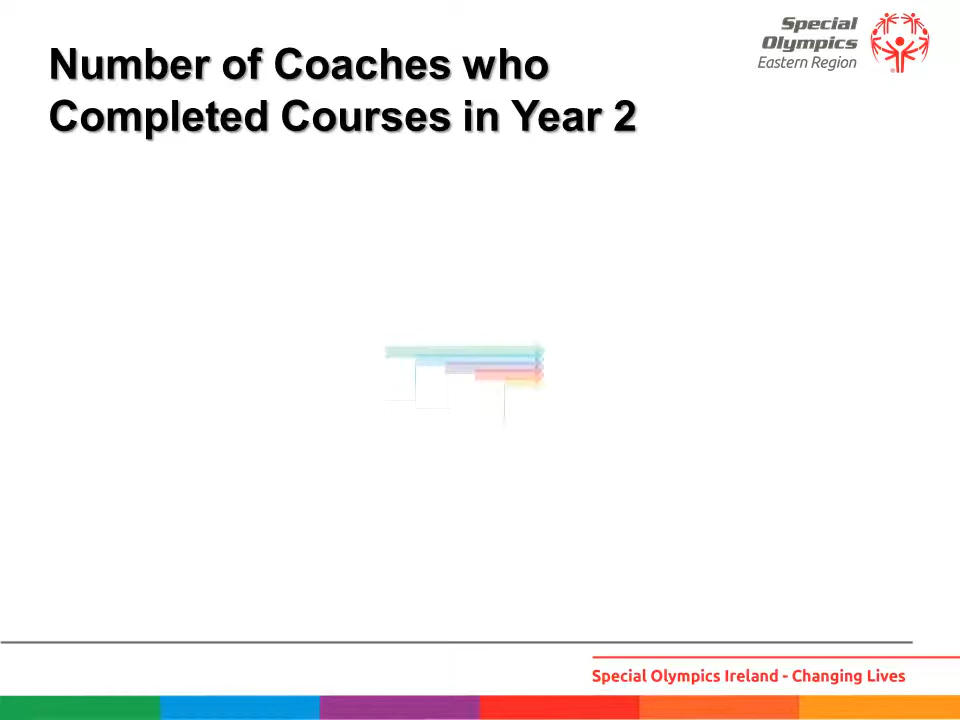 Special
Olympics
Eastern Region
Number of Coaches who
Completed Courses in Year 2
Special Olympics Ireland - Changing Lives